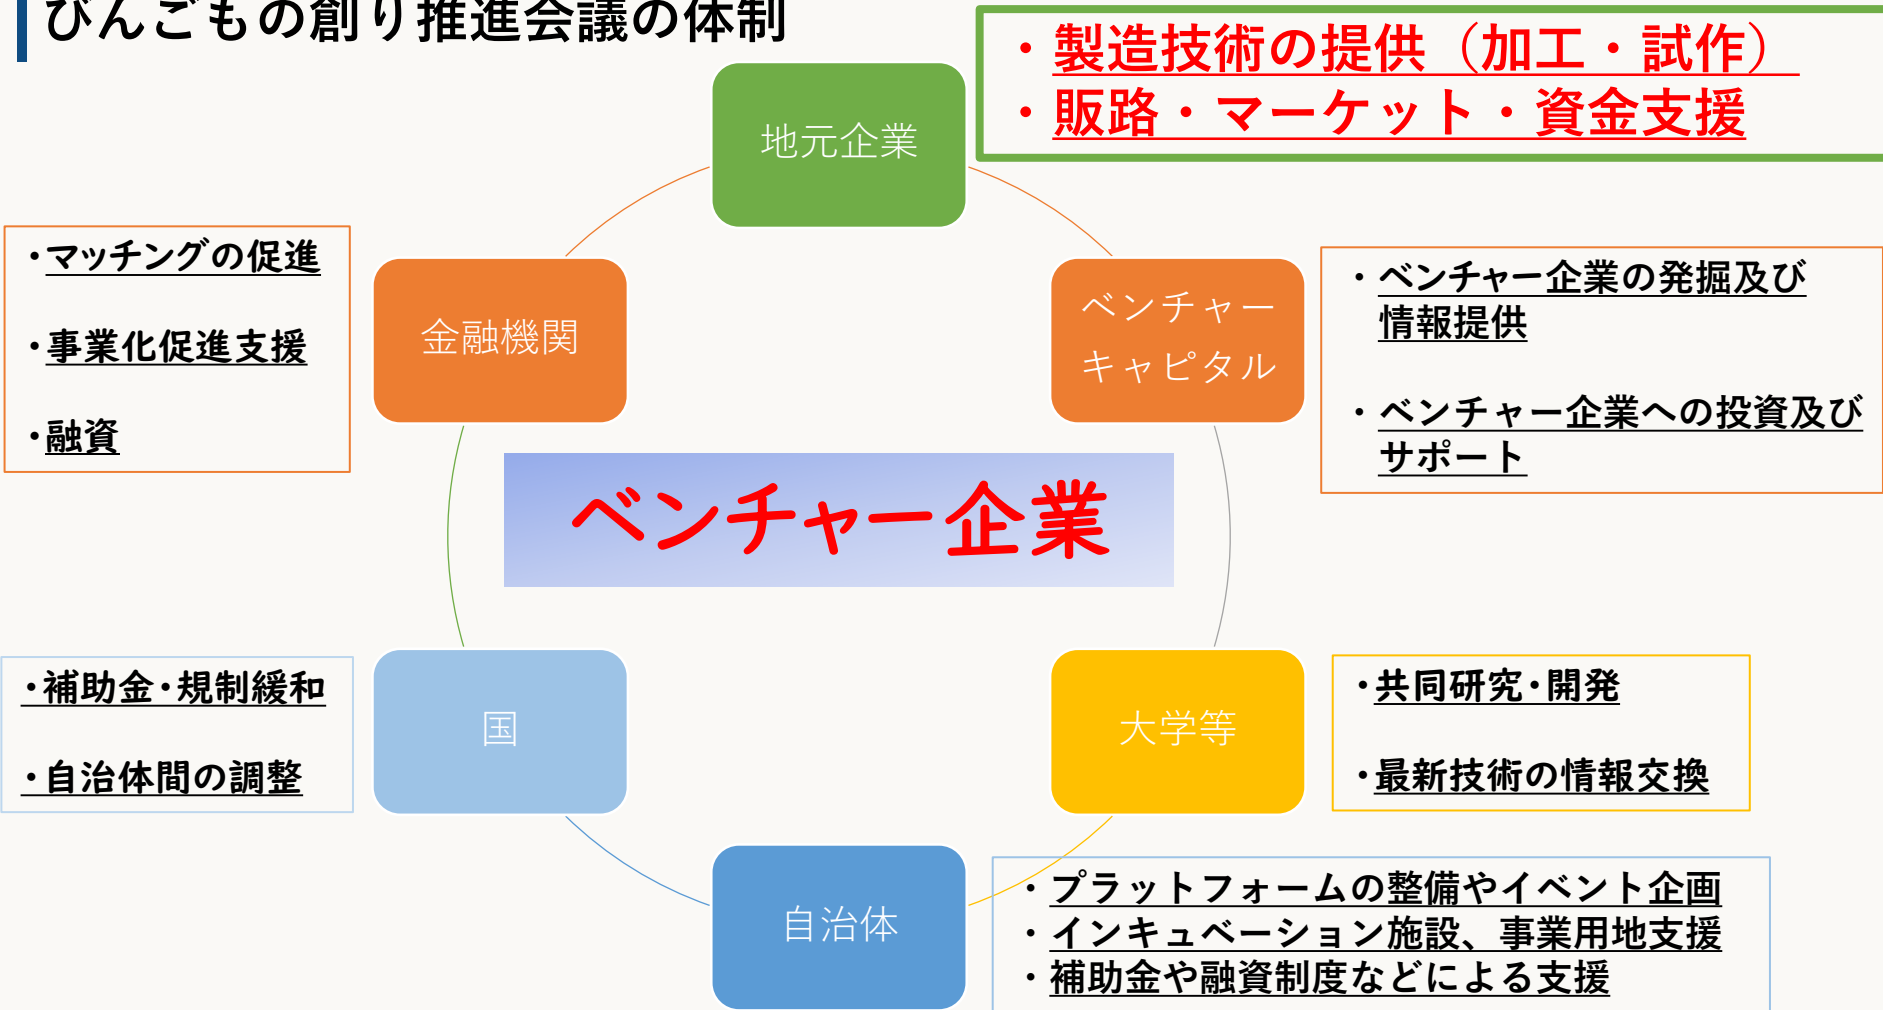 びんごもの創り推進会議の体制
・製造技術の提供（加工・試作）
・販路・マーケット・資金支援
地元企業
・マッチングの促進
・事業化促進支援
・融資
金融機関
ベンチャー
キャピタル
・ベンチャー企業の発掘及び
情報提供
・ベンチャー企業への投資及び
サポート
ベンチャー企業
・補助金・規制緩和
・自治体間の調整
国
大学等
・共同研究・開発
・最新技術の情報交換
自治体
・プラットフォームの整備やイベント企画
・インキュベーション施設、事業用地支援
・補助金や融資制度などによる支援